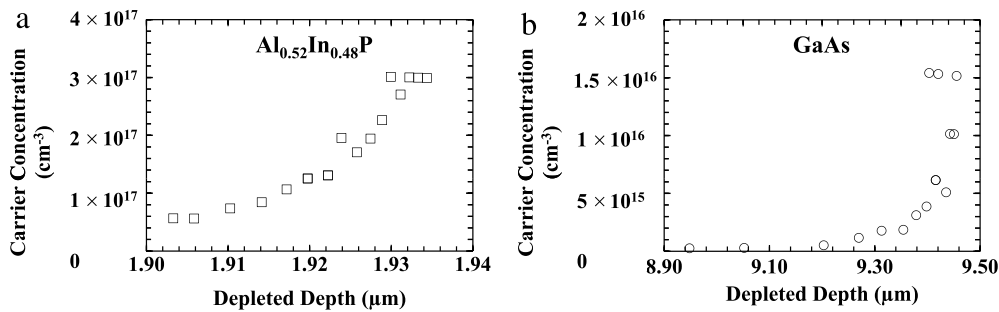 a
Al0.52In0.48P
Carrier Concentration
(cm-3)
4 × 10^17
3 × 10^17
2 × 10^17
1 × 10^17
0
1.90 1.91 1.92 1.93 1.94
Depleted Depth (µm)
b
GaAs
Carrier Concentration
(cm-3)
2 × 10^16
1.5 × 10^16
1 × 10^16
5 × 10^15
0
8.90 9.10 9.30 9.50
Depleted Depth (µm)